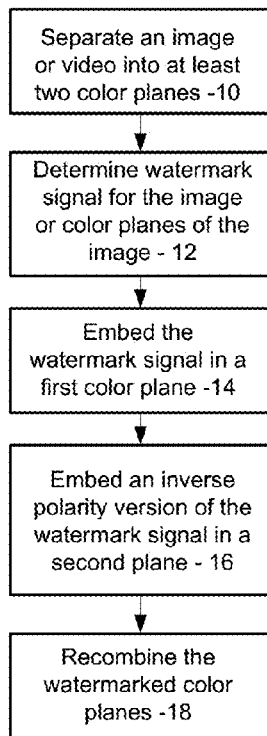 Separate an image
or video into at least
two color planes -10
Determine watermark
signal for the image
or color planes of the
image - 12
Embed the
watermark signal in a
first color plane -14
Embed an inverse
polarity version of the
watermark signal in a
second plane - 16
Recombine the
watermarked color
planes -18